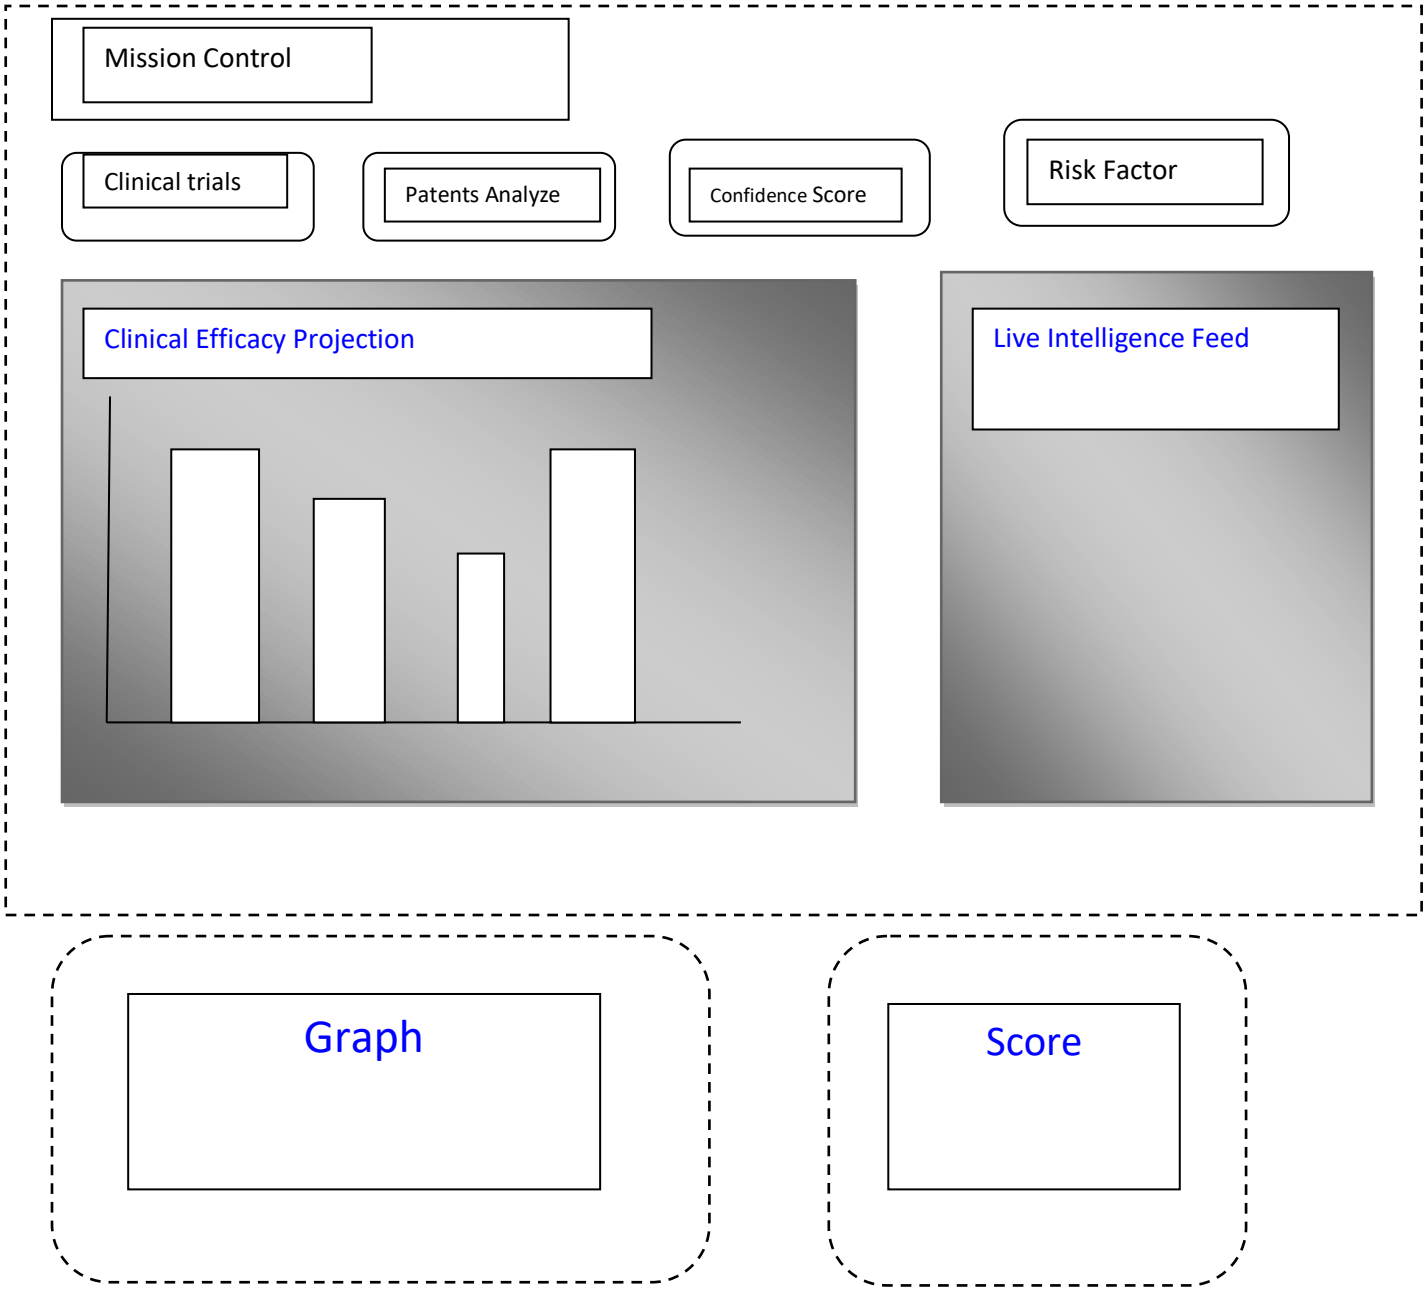 Mission Control
Clinical trials
Patents Analyze
Confidence Score
Risk Factor
Clinical Efficacy Projection
Live Intelligence Feed
Graph
Score